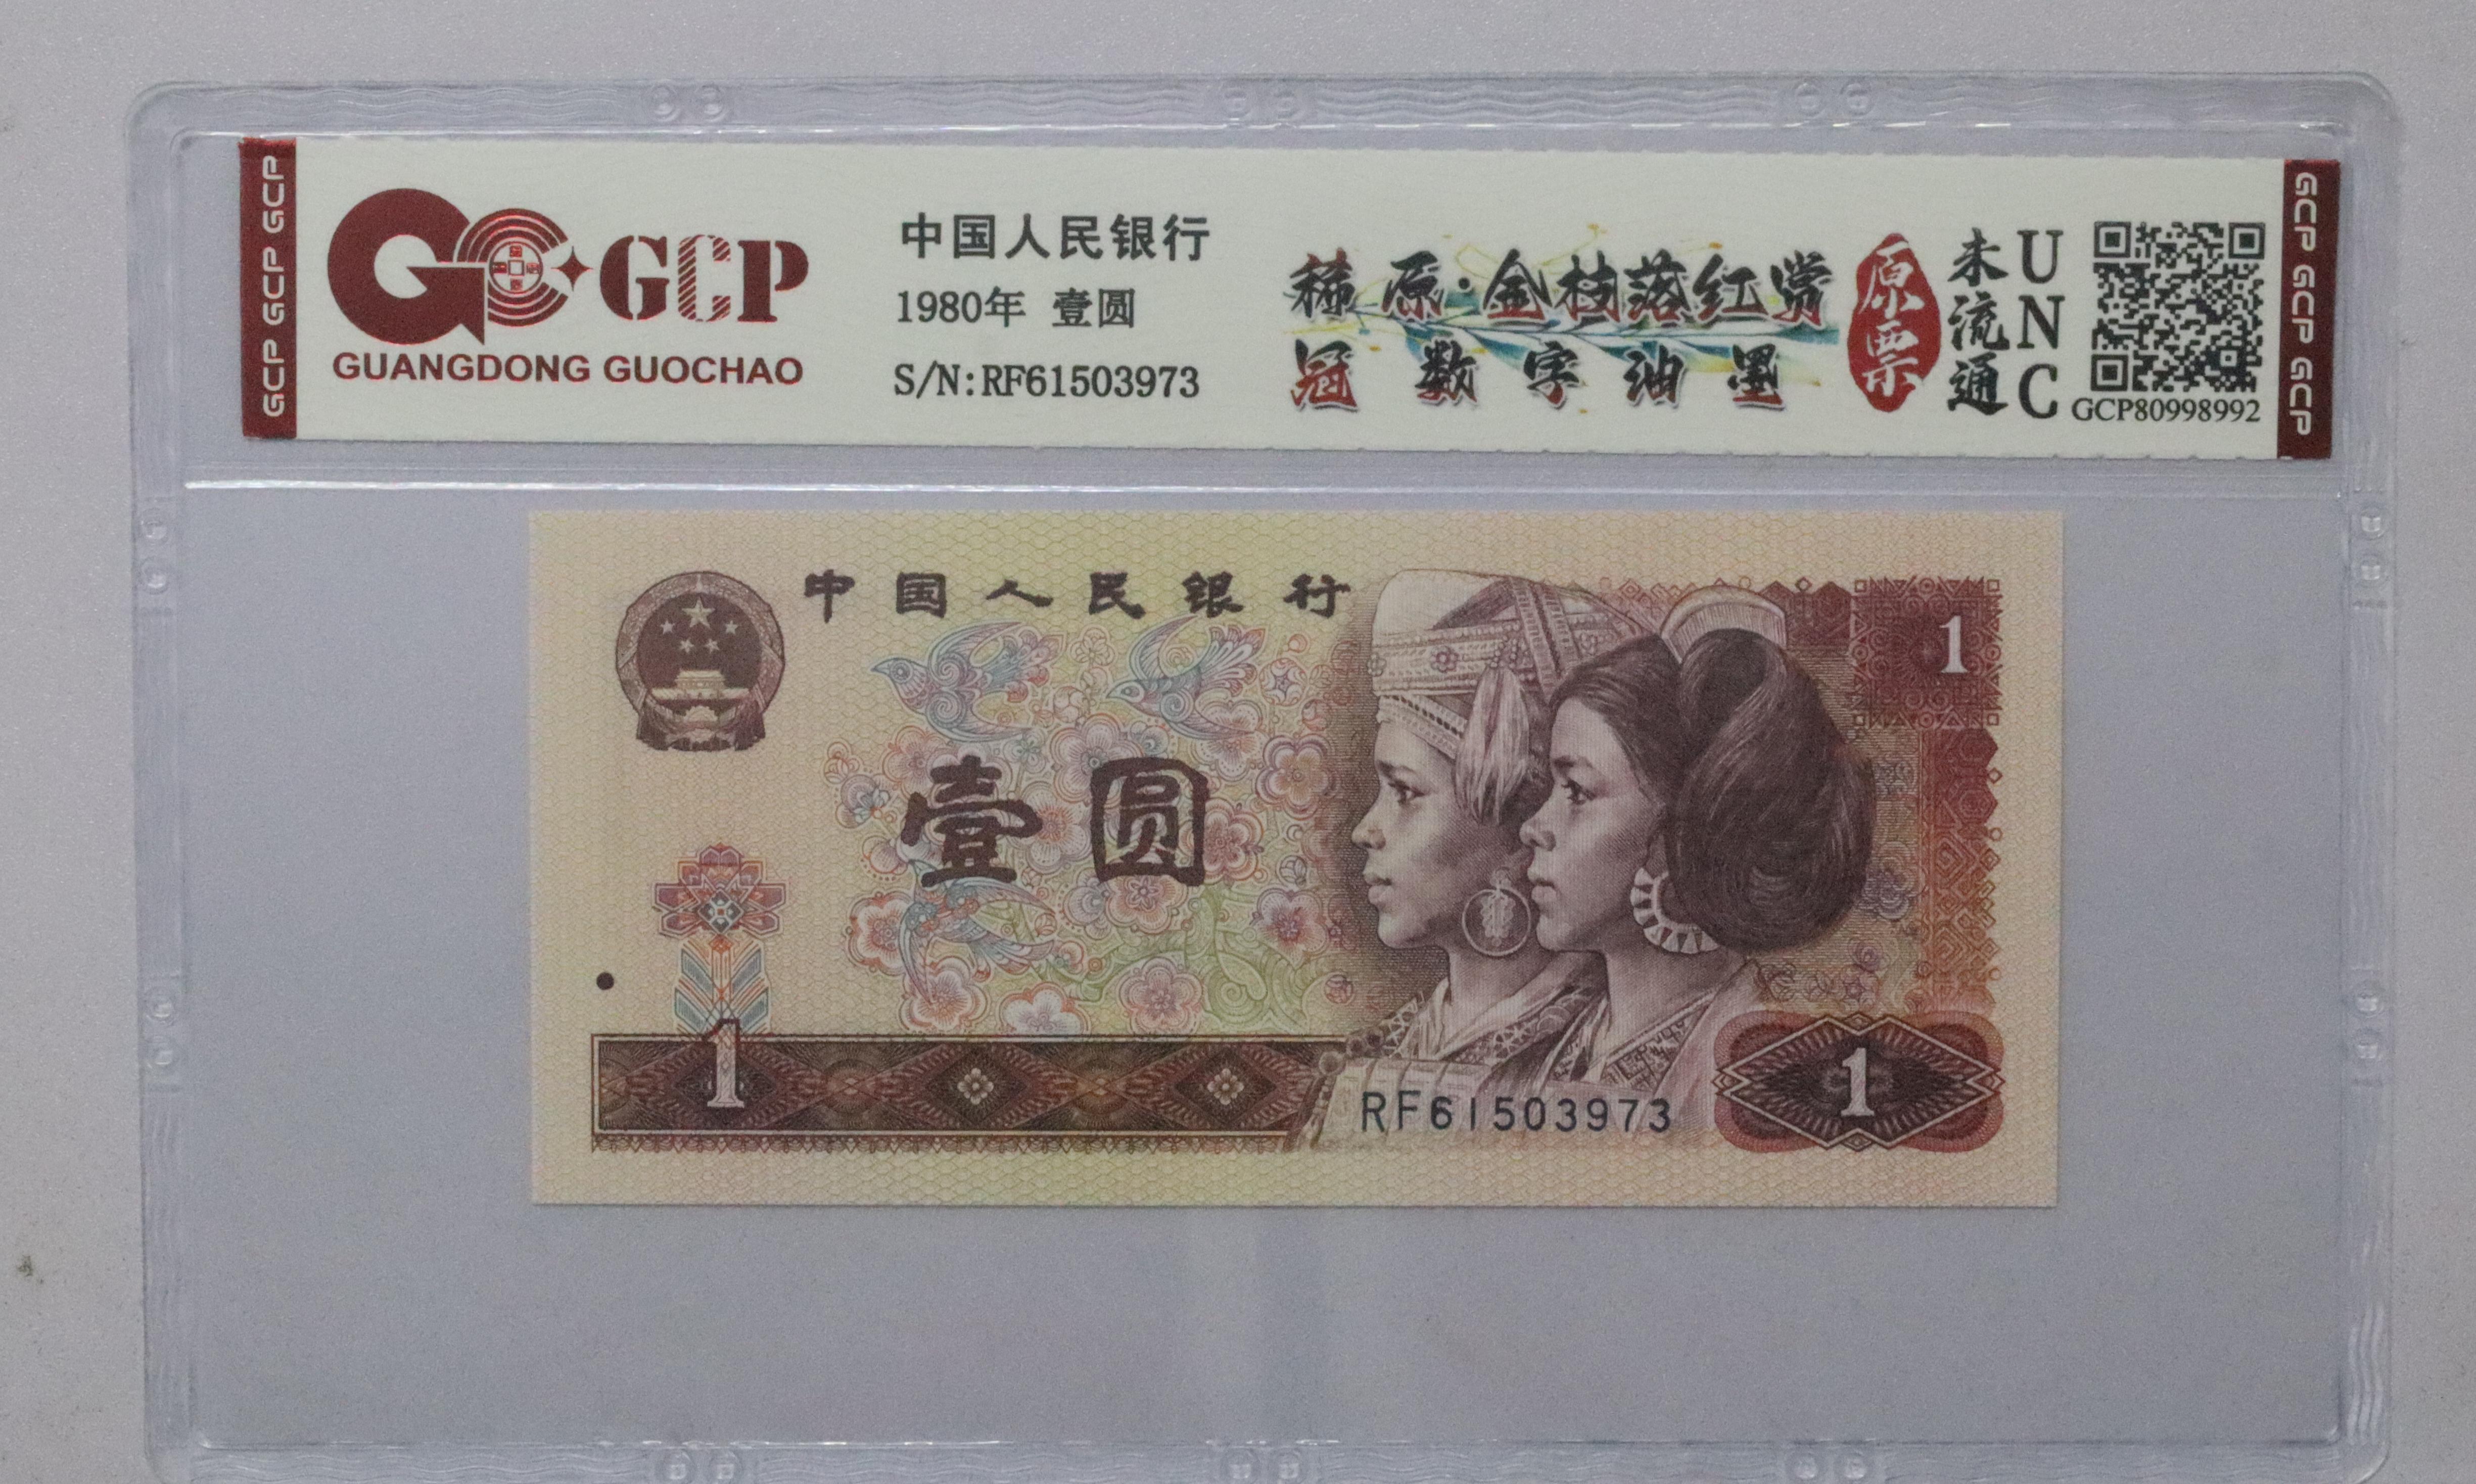 GCP GCP GCP
GCP
GUANGDONG GUOCHAO
中国人民银行
1980年 壹圆
S/N:RF61503973
原·金枝落红赏
冠数字油墨
原票
未流通
UNC
GCP80998992
GCP GCP GCP
中国人民银行
1
壹圆
1
RF61503973
1